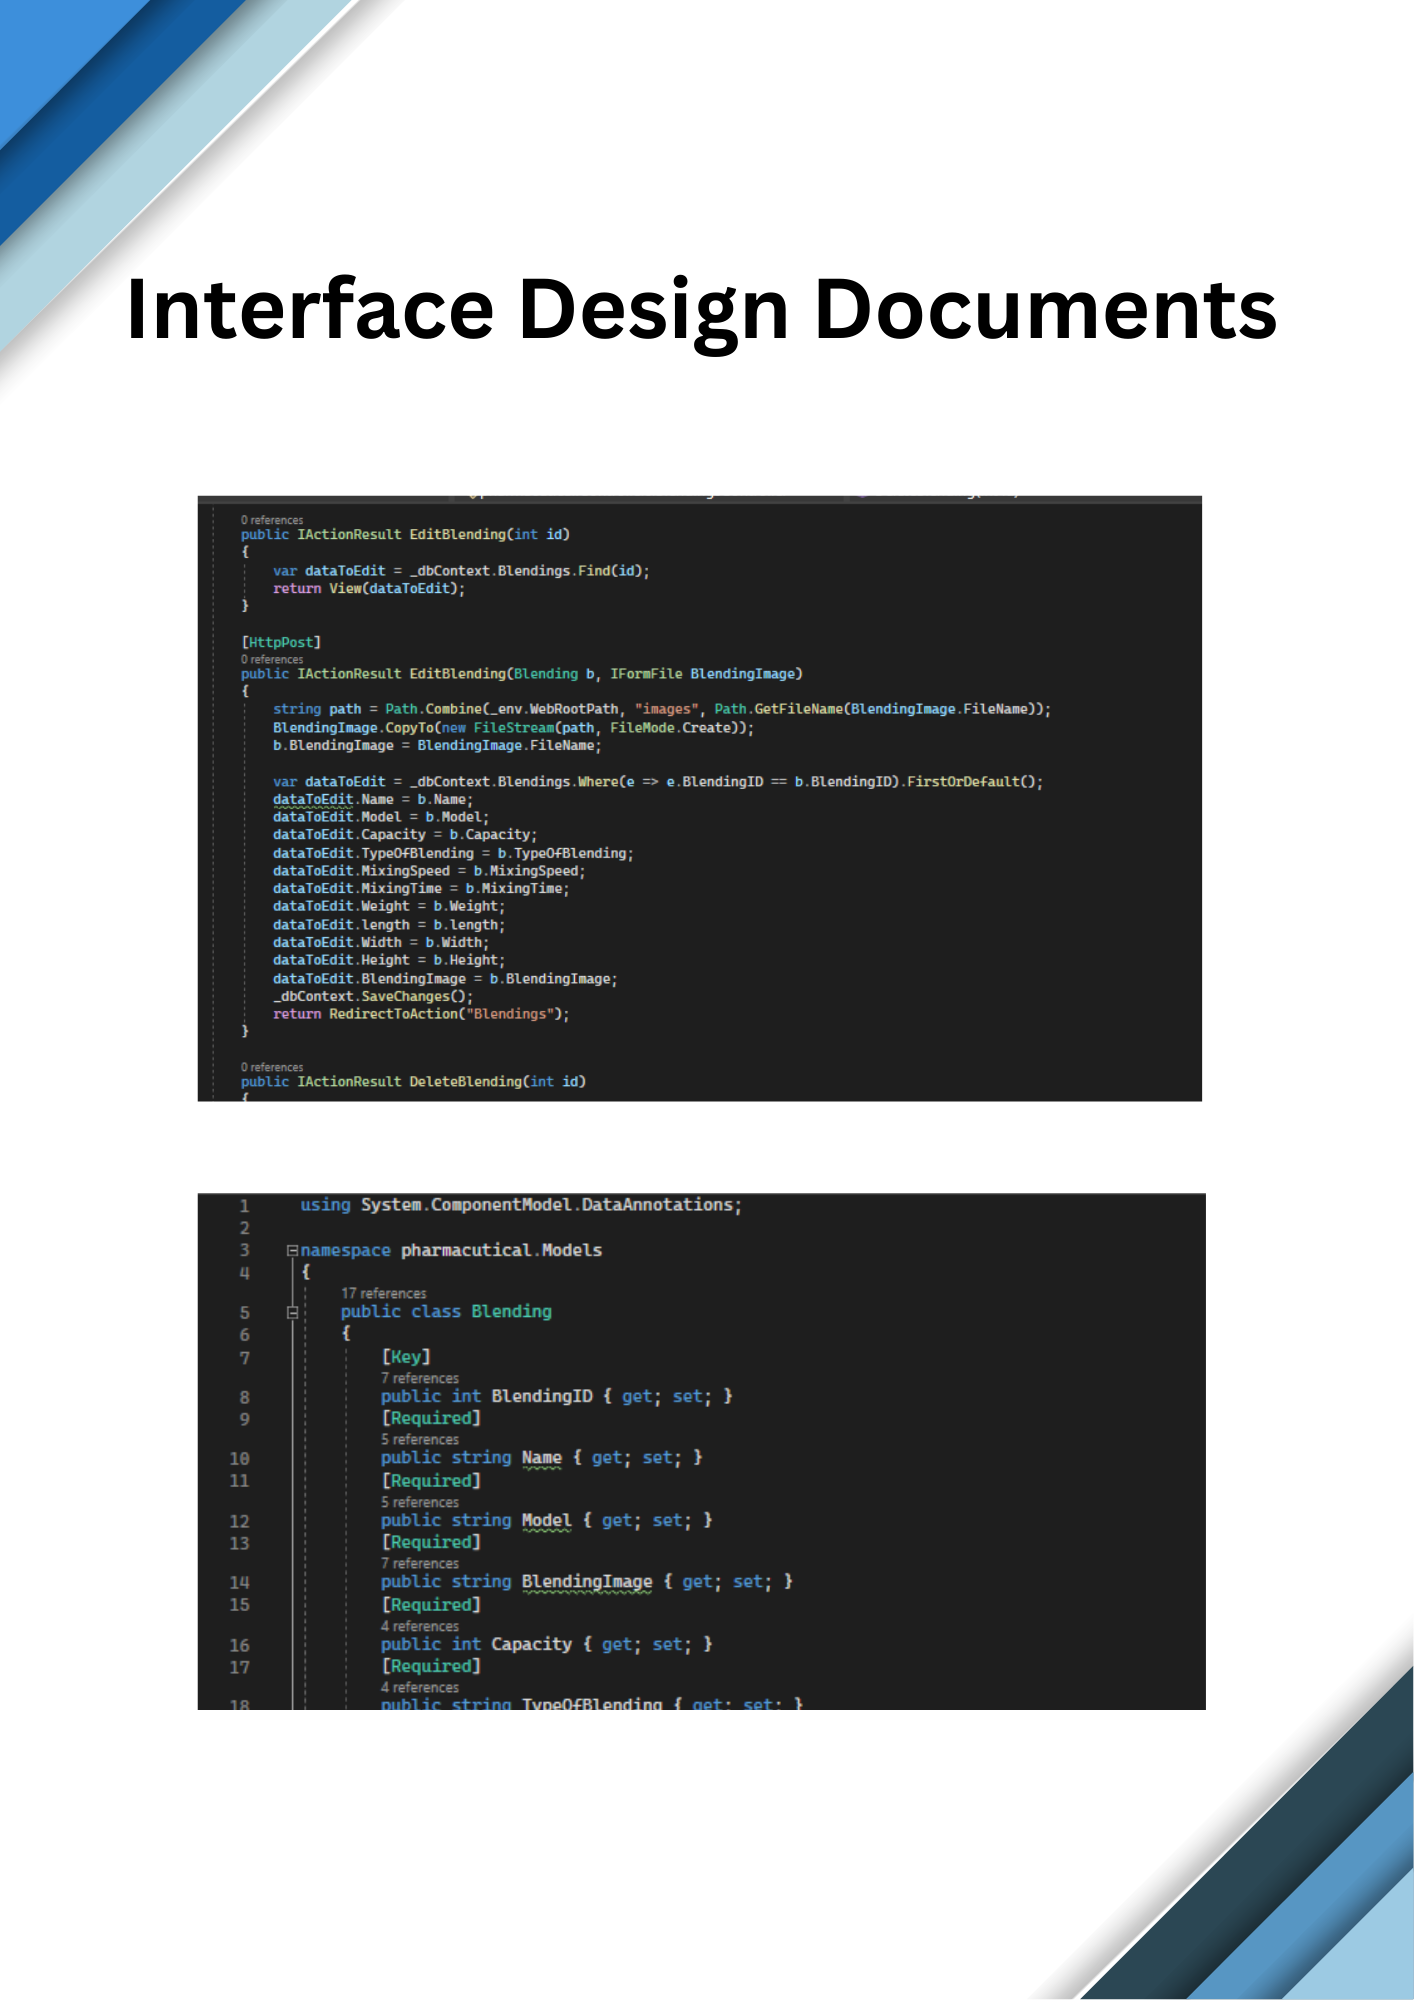 Interface Design Documents
0 references
public IActionResult EditBlending(int id)
{
var dataToEdit = _dbContext.Blendings.Find(id);
return View(dataToEdit);
}
[HttpPost]
0 references
public IActionResult EditBlending(Blending b, IFormFile BlendingImage)
{
string path = Path.Combine(_env.WebRootPath, "images", Path.GetFileName(BlendingImage.FileName));
BlendingImage.CopyTo(new FileStream(path, FileMode.Create));
b.BlendingImage = BlendingImage.FileName;
var dataToEdit = _dbContext.Blendings.Where(e => e.BlendingID == b.BlendingID).FirstOrDefault();
dataToEdit.Name = b.Name;
dataToEdit.Model = b.Model;
dataToEdit.Capacity = b.Capacity;
dataToEdit.TypeOfBlending = b.TypeOfBlending;
dataToEdit.MixingSpeed = b.MixingSpeed;
dataToEdit.MixingTime = b.MixingTime;
dataToEdit.Weight = b.Weight;
dataToEdit.length = b.length;
dataToEdit.Width = b.Width;
dataToEdit.Height = b.Height;
dataToEdit.BlendingImage = b.BlendingImage;
_dbContext.SaveChanges();
return RedirectToAction("Blendings");
}
0 references
public IActionResult DeleteBlending(int id)
{
1 using System.ComponentModel.DataAnnotations;
2
3 namespace pharmacutical.Models
4 {
17 references
5 public class Blending
6 {
7 [Key]
7 references
8 public int BlendingID { get; set; }
9 [Required]
5 references
10 public string Name { get; set; }
11 [Required]
5 references
12 public string Model { get; set; }
13 [Required]
7 references
14 public string BlendingImage { get; set; }
15 [Required]
4 references
16 public int Capacity { get; set; }
17 [Required]
4 references
18 public string TypeOfBlending { get; set; }